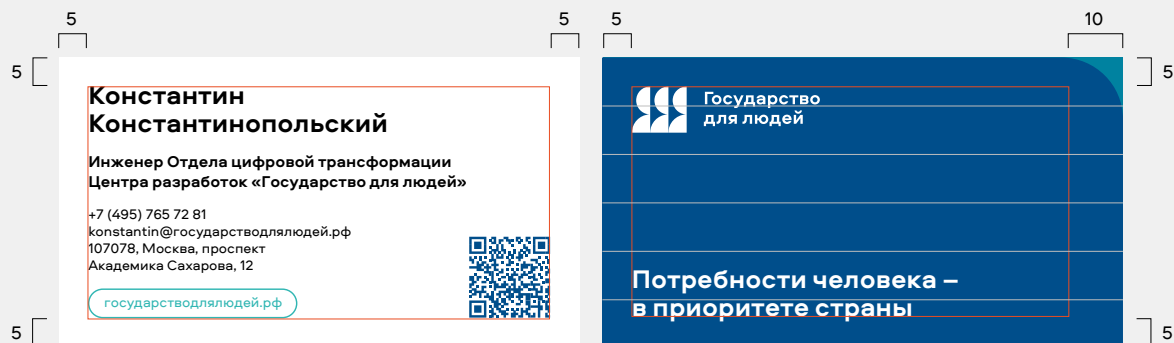 5
5
5
10
5
5
Константин
Константинопольский
Инженер Отдела цифровой трансформации
Центра разработок «Государство для людей»
+7 (495) 765 72 81
konstantin@государстводлялюдей.рф
107078, Москва, проспект
Академика Сахарова, 12
государстводлялюдей.рф
Государство
для людей
Потребности человека –
в приоритете страны
5
5